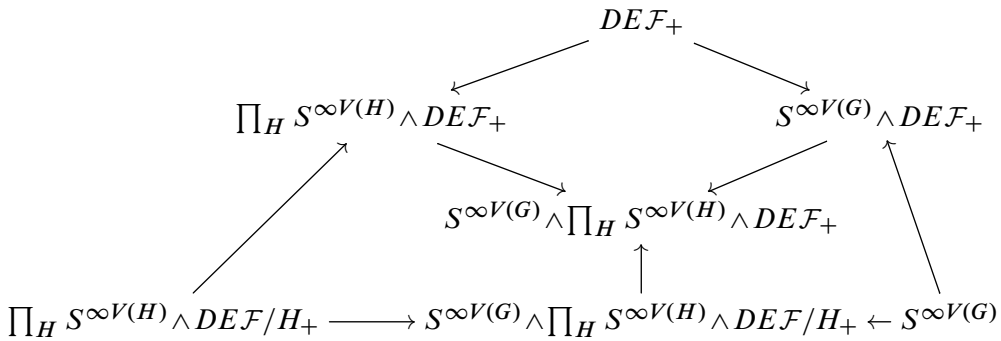 DEℱ₊
∏_H S^{∞V(H)} ∧ DEℱ₊ S^{∞V(G)} ∧ DEℱ₊
S^{∞V(G)} ∧ ∏_H S^{∞V(H)} ∧ DEℱ₊
∏_H S^{∞V(H)} ∧ DEℱ/H₊ ⟶ S^{∞V(G)} ∧ ∏_H S^{∞V(H)} ∧ DEℱ/H₊ ← S^{∞V(G)}